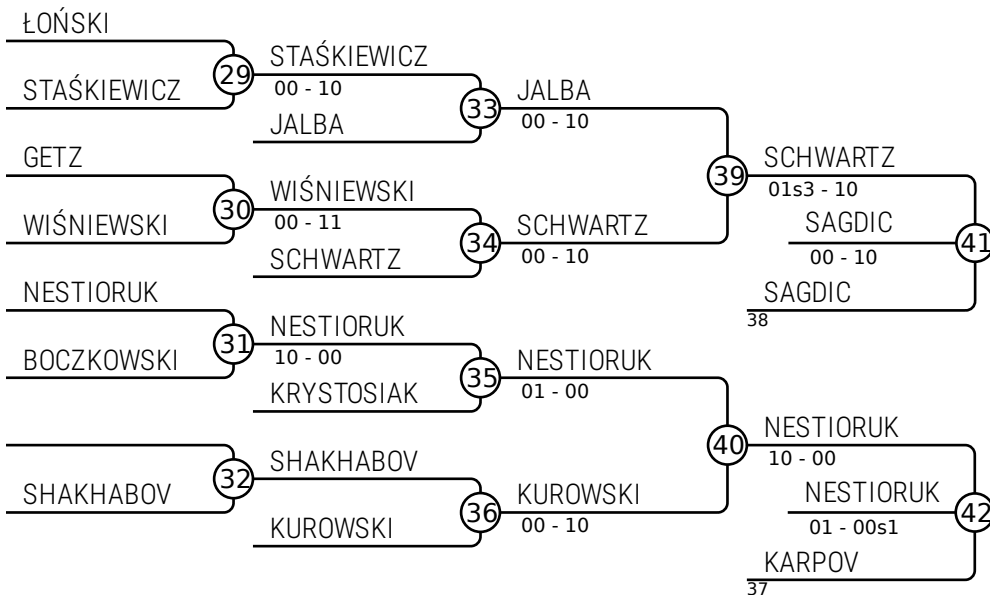 ŁOŃSKI
STAŚKIEWICZ
29
STAŚKIEWICZ
00 - 10
JALBA
33
JALBA
00 - 10
GETZ
WIŚNIEWSKI
30
WIŚNIEWSKI
00 - 11
SCHWARTZ
34
SCHWARTZ
00 - 10
39
SCHWARTZ
01s3 - 10
SAGDIC
00 - 10
41
SAGDIC
38
NESTIORUK
BOCZKOWSKI
31
NESTIORUK
10 - 00
KRYSTOSIAK
35
NESTIORUK
01 - 00
SHAKHABOV
32
SHAKHABOV
KUROWSKI
36
KUROWSKI
00 - 10
40
NESTIORUK
10 - 00
NESTIORUK
01 - 00s1
42
KARPOV
37